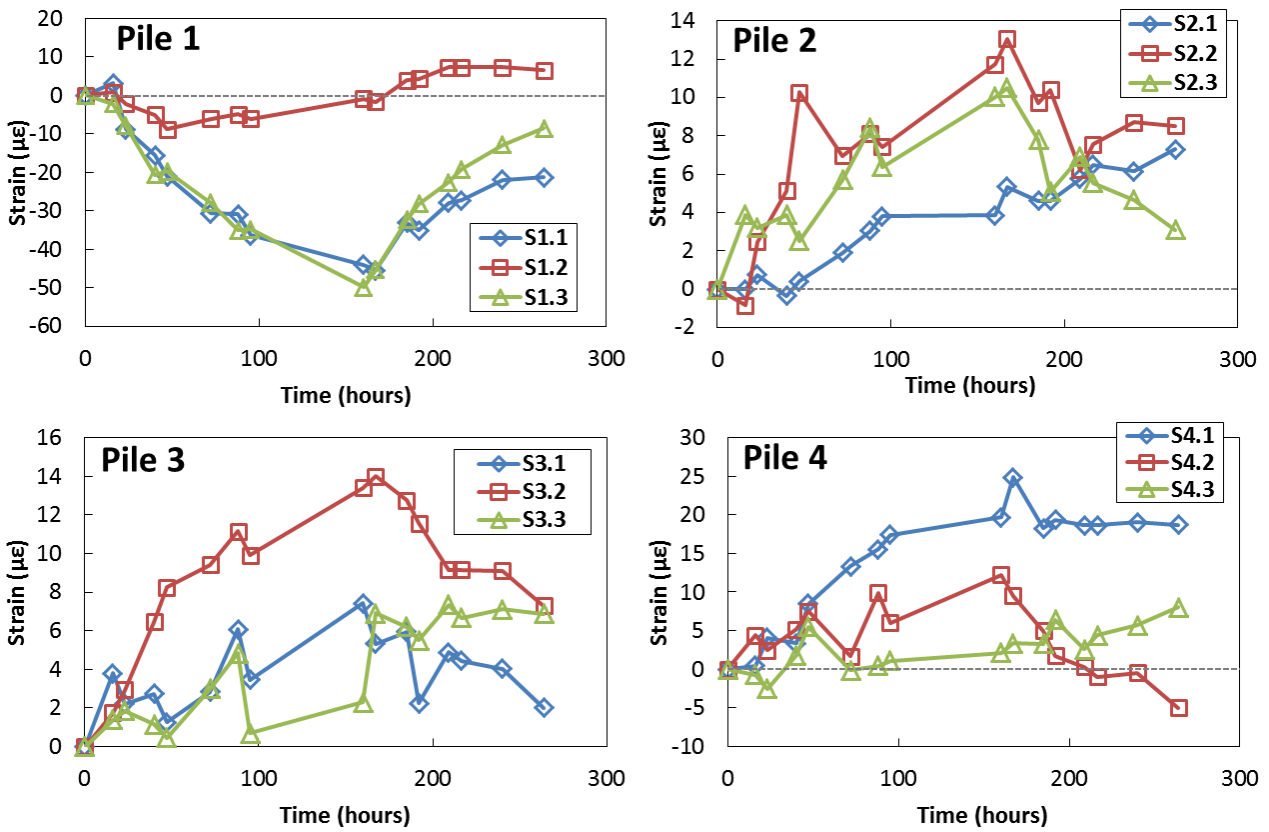 Pile 1
20
10
0
-10
-20
-30
-40
-50
-60
Strain (με)
S1.1
S1.2
S1.3
0
100
200
300
Time (hours)
Pile 2
14
12
10
8
6
4
2
0
-2
Strain (με)
S2.1
S2.2
S2.3
0
100
200
300
Time (hours)
Pile 3
16
14
12
10
8
6
4
2
0
Strain (με)
S3.1
S3.2
S3.3
0
100
200
300
Time (hours)
Pile 4
30
25
20
15
10
5
0
-5
-10
Strain (με)
S4.1
S4.2
S4.3
0
100
200
300
Time (hours)